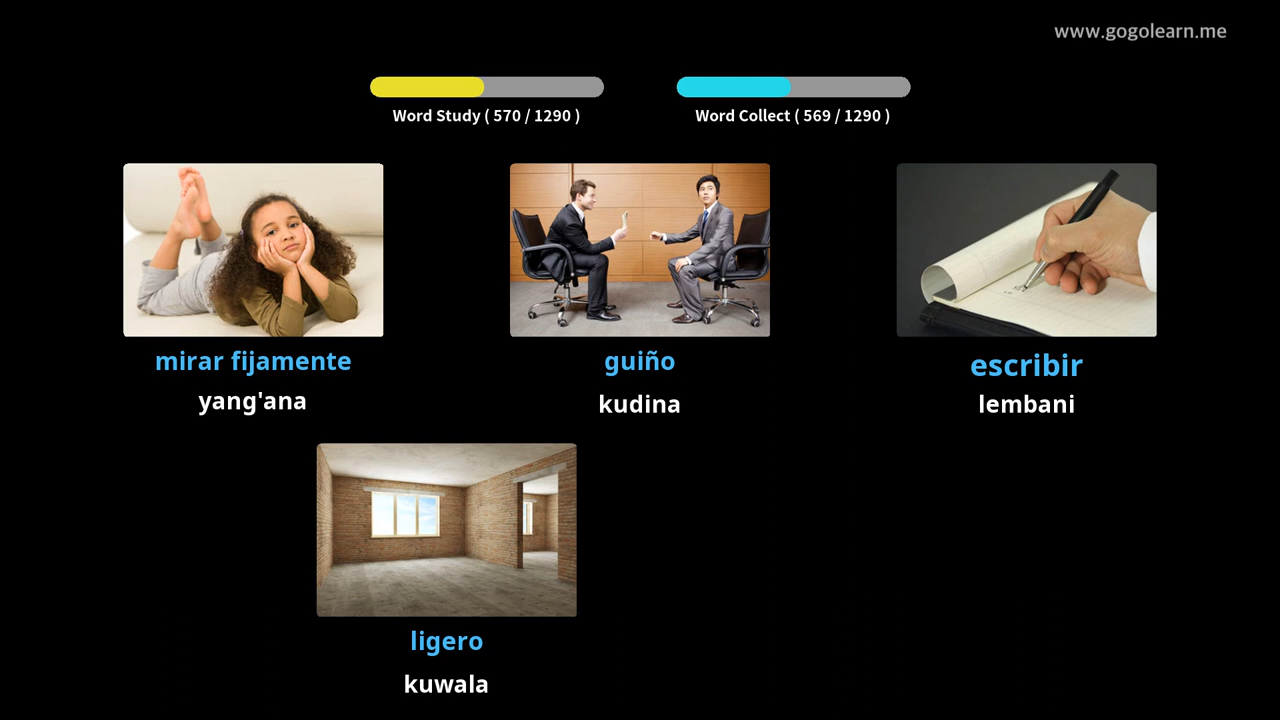 www.gogolearn.me
Word Study ( 570 / 1290 )
Word Collect ( 569 / 1290 )
mirar fijamente
yang'ana
guiño
kudina
escribir
lembani
ligero
kuwala